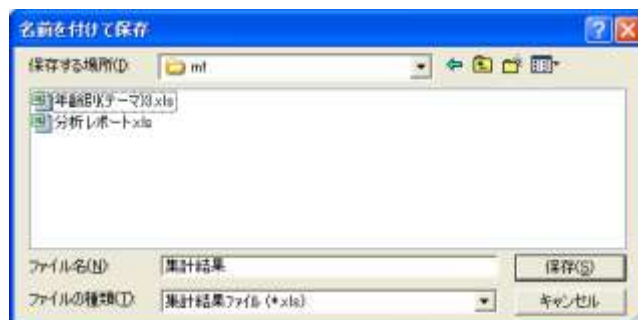 名前を付けて保存
保存する場所(I): mt
年齢別(テーマ)3.xls
分析レポート.xls
ファイル名(N): 集計結果 保存(S)
ファイルの種類(T): 集計結果ファイル (*.xls) キャンセル